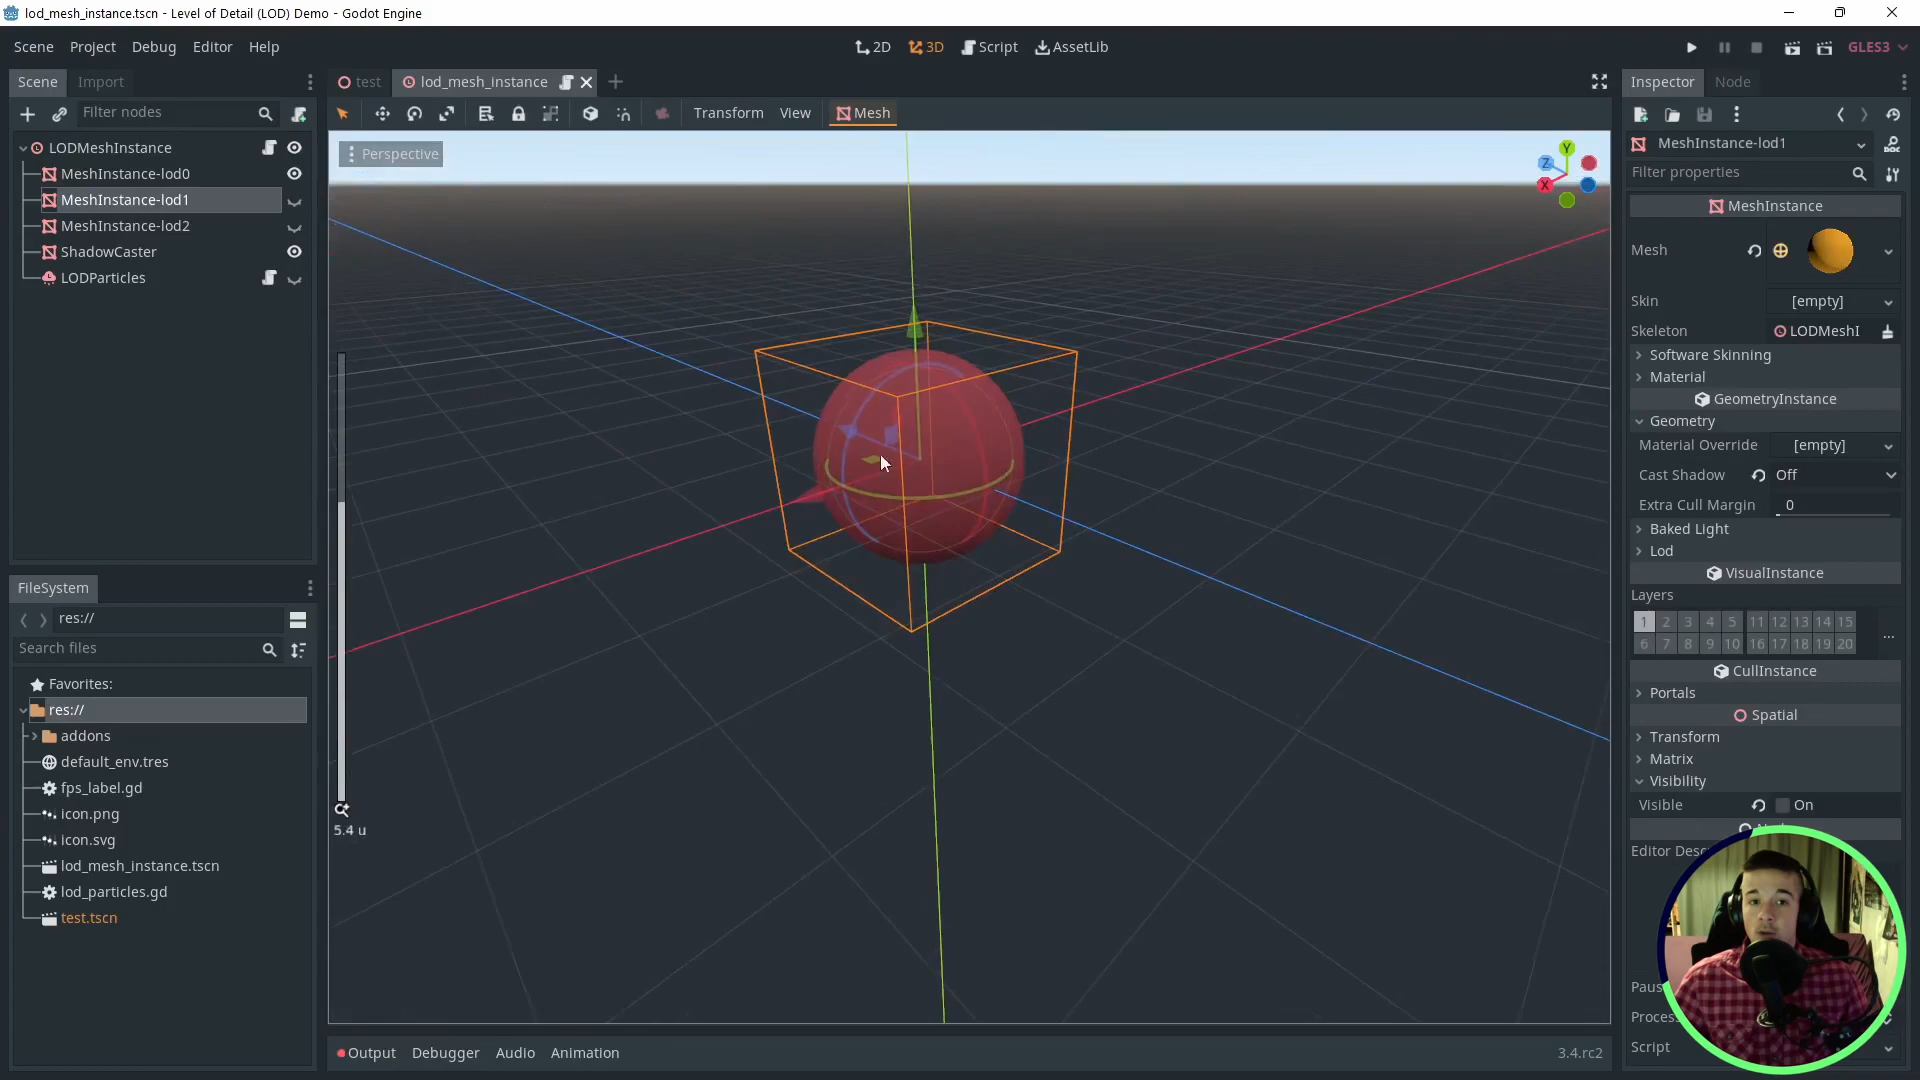 lod_mesh_instance.tscn - Level of Detail (LOD) Demo - Godot Engine
Scene Project Debug Editor Help
2D 3D Script AssetLib
GLES3
Scene Import
test lod_mesh_instance
Inspector Node
Filter nodes
Transform View Mesh
LODMeshInstance
MeshInstance-lod0
MeshInstance-lod1
MeshInstance-lod2
ShadowCaster
LODParticles
Perspective
Y
Z
X
5.4 u
FileSystem
res://
Search files
Favorites:
res://
addons
default_env.tres
fps_label.gd
icon.png
icon.svg
lod_mesh_instance.tscn
lod_particles.gd
test.tscn
Output Debugger Audio Animation
3.4.rc2
MeshInstance-lod1
Filter properties
MeshInstance
Mesh
Skin [empty]
Skeleton LODMeshI
Software Skinning
Material
GeometryInstance
Geometry
Material Override [empty]
Cast Shadow Off
Extra Cull Margin 0
Baked Light
Lod
VisualInstance
Layers
1 2 3 4 5 11 12 13 14 15
6 7 8 9 10 16 17 18 19 20
...
CullInstance
Portals
Spatial
Transform
Matrix
Visibility
Visible On
Editor Desc
Paus
Proces
Script